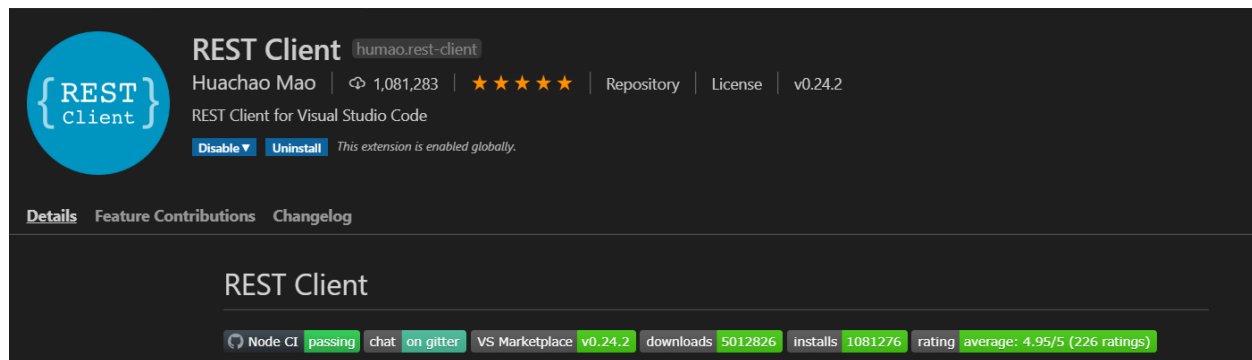 { REST
Client }
REST Client humao.rest-client
Huachao Mao 1,081,283 ★★★★★ Repository License v0.24.2
REST Client for Visual Studio Code
Disable▼ Uninstall This extension is enabled globally.
Details Feature Contributions Changelog
REST Client
Node CI passing chat on gitter VS Marketplace v0.24.2 downloads 5012826 installs 1081276 rating average: 4.95/5 (226 ratings)